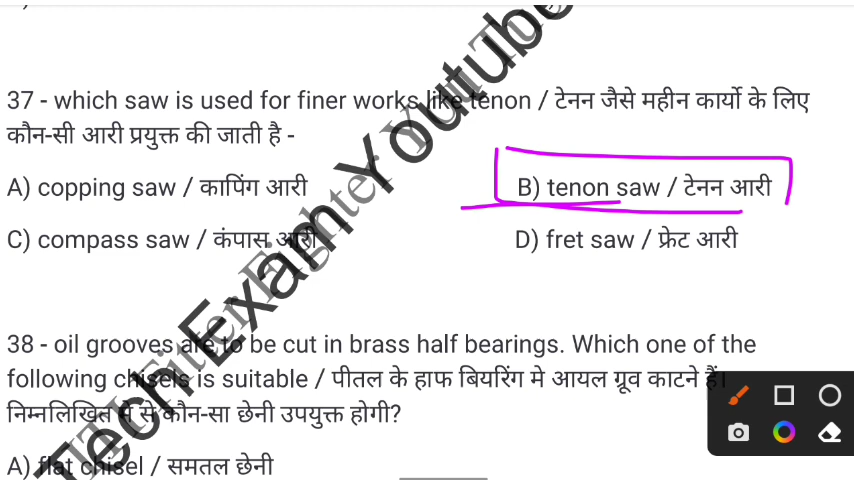 37 - which saw is used for finer works like tenon / टेनन जैसे महीन कार्यो के लिए
कौन-सी आरी प्रयुक्त की जाती है -
A) copping saw / कापिंग आरी
B) tenon saw / टेनन आरी
C) compass saw / कंपास आरी
D) fret saw / फ्रेट आरी
38 - oil grooves are to be cut in brass half bearings. Which one of the
following chisels is suitable / पीतल के हाफ बियरिंग मे आयल ग्रूव काटने हैं।
निम्नलिखित में से कौन-सा छेनी उपयुक्त होगी?
A) flat chisel / समतल छेनी
Tech Exam Youtube